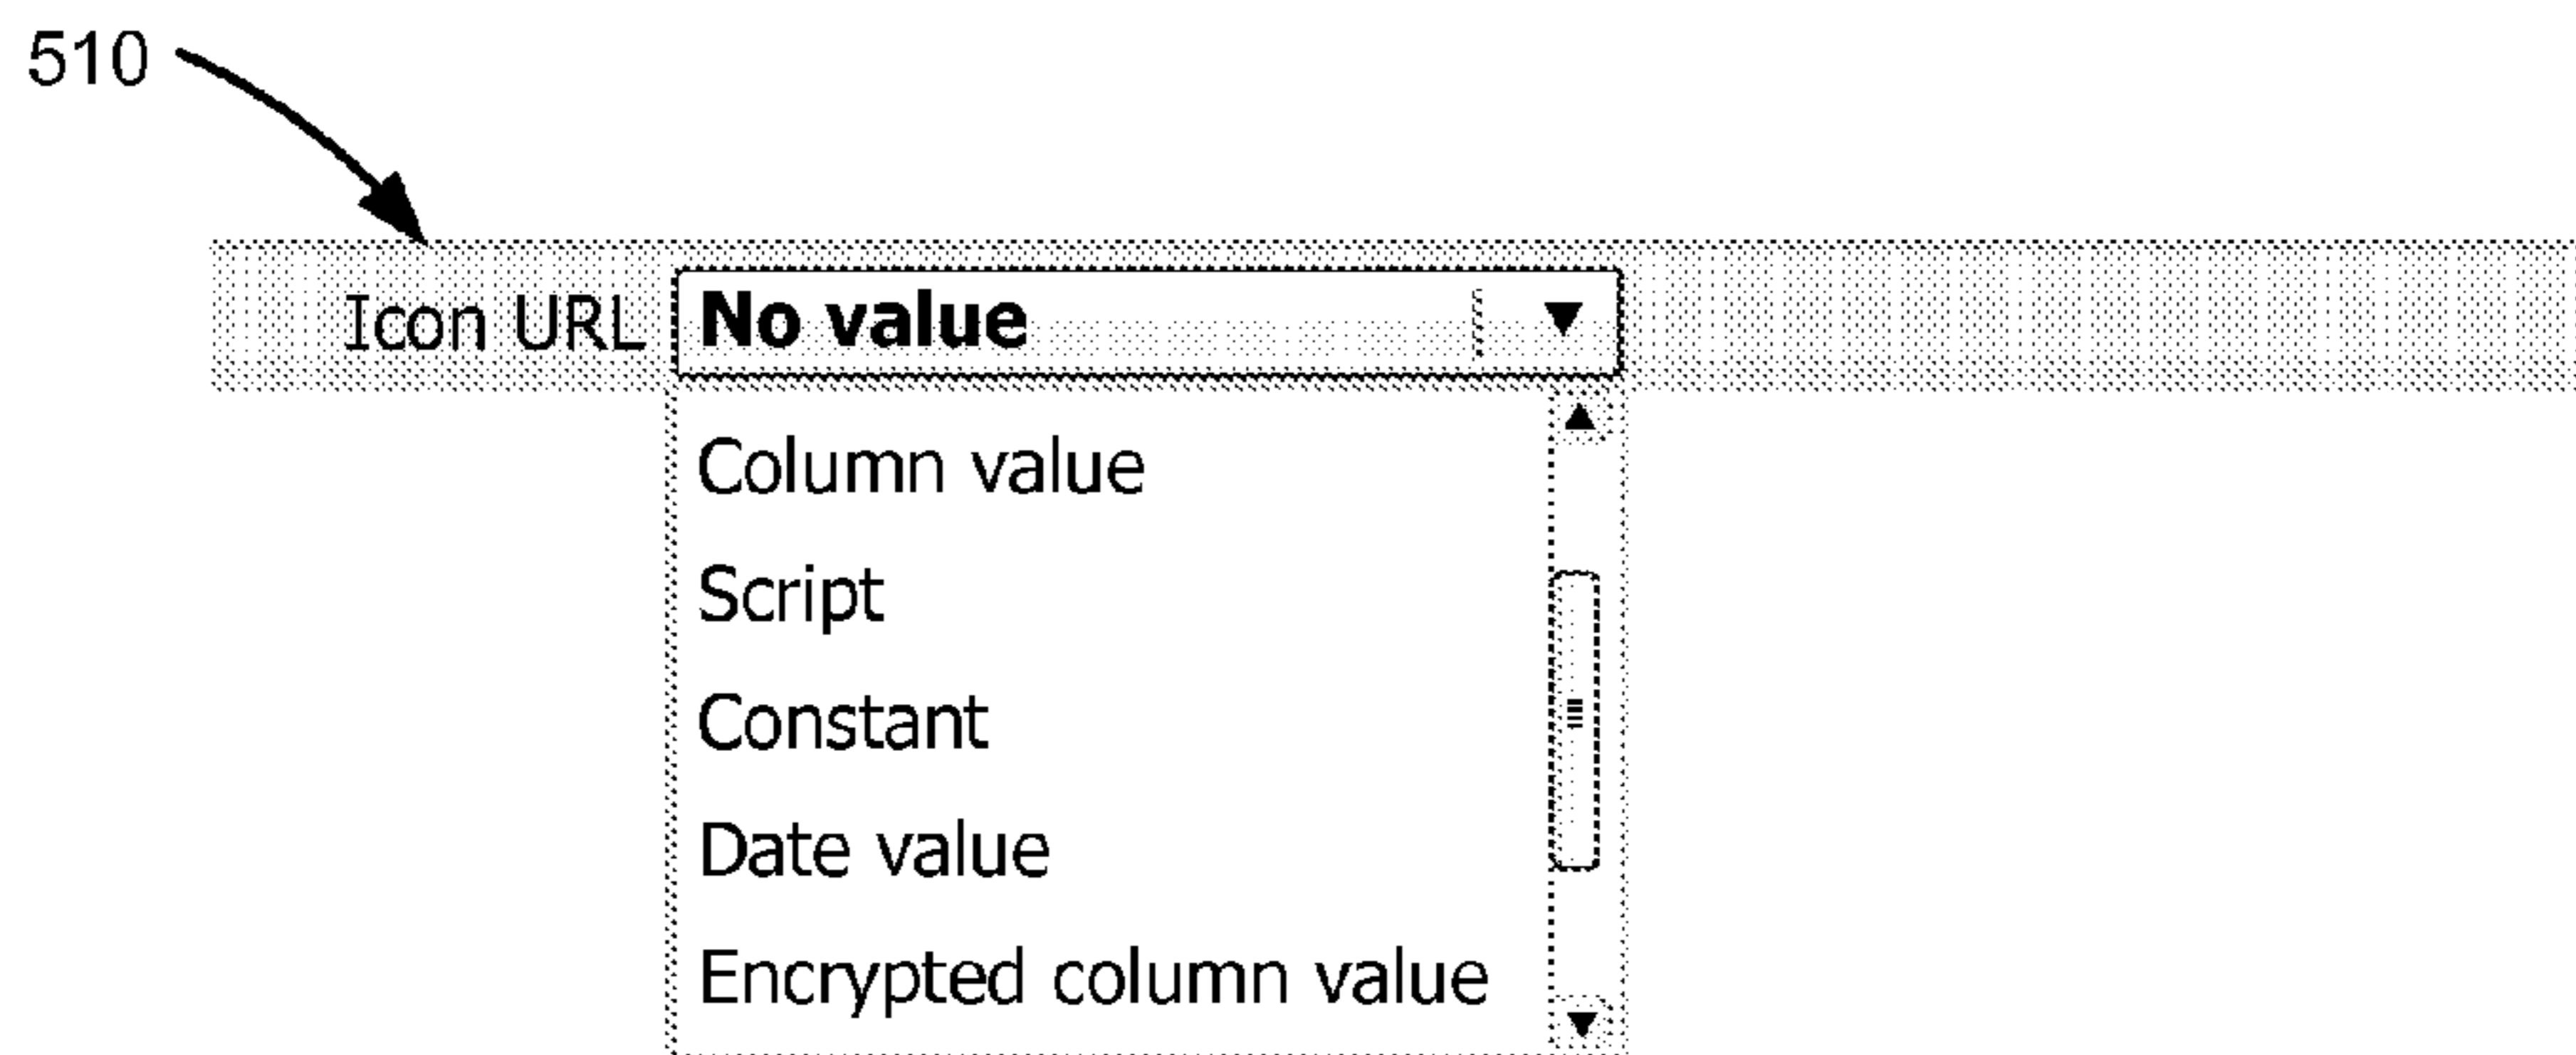 510
Icon URL No value
Column value
Script
Constant
Date value
Encrypted column value